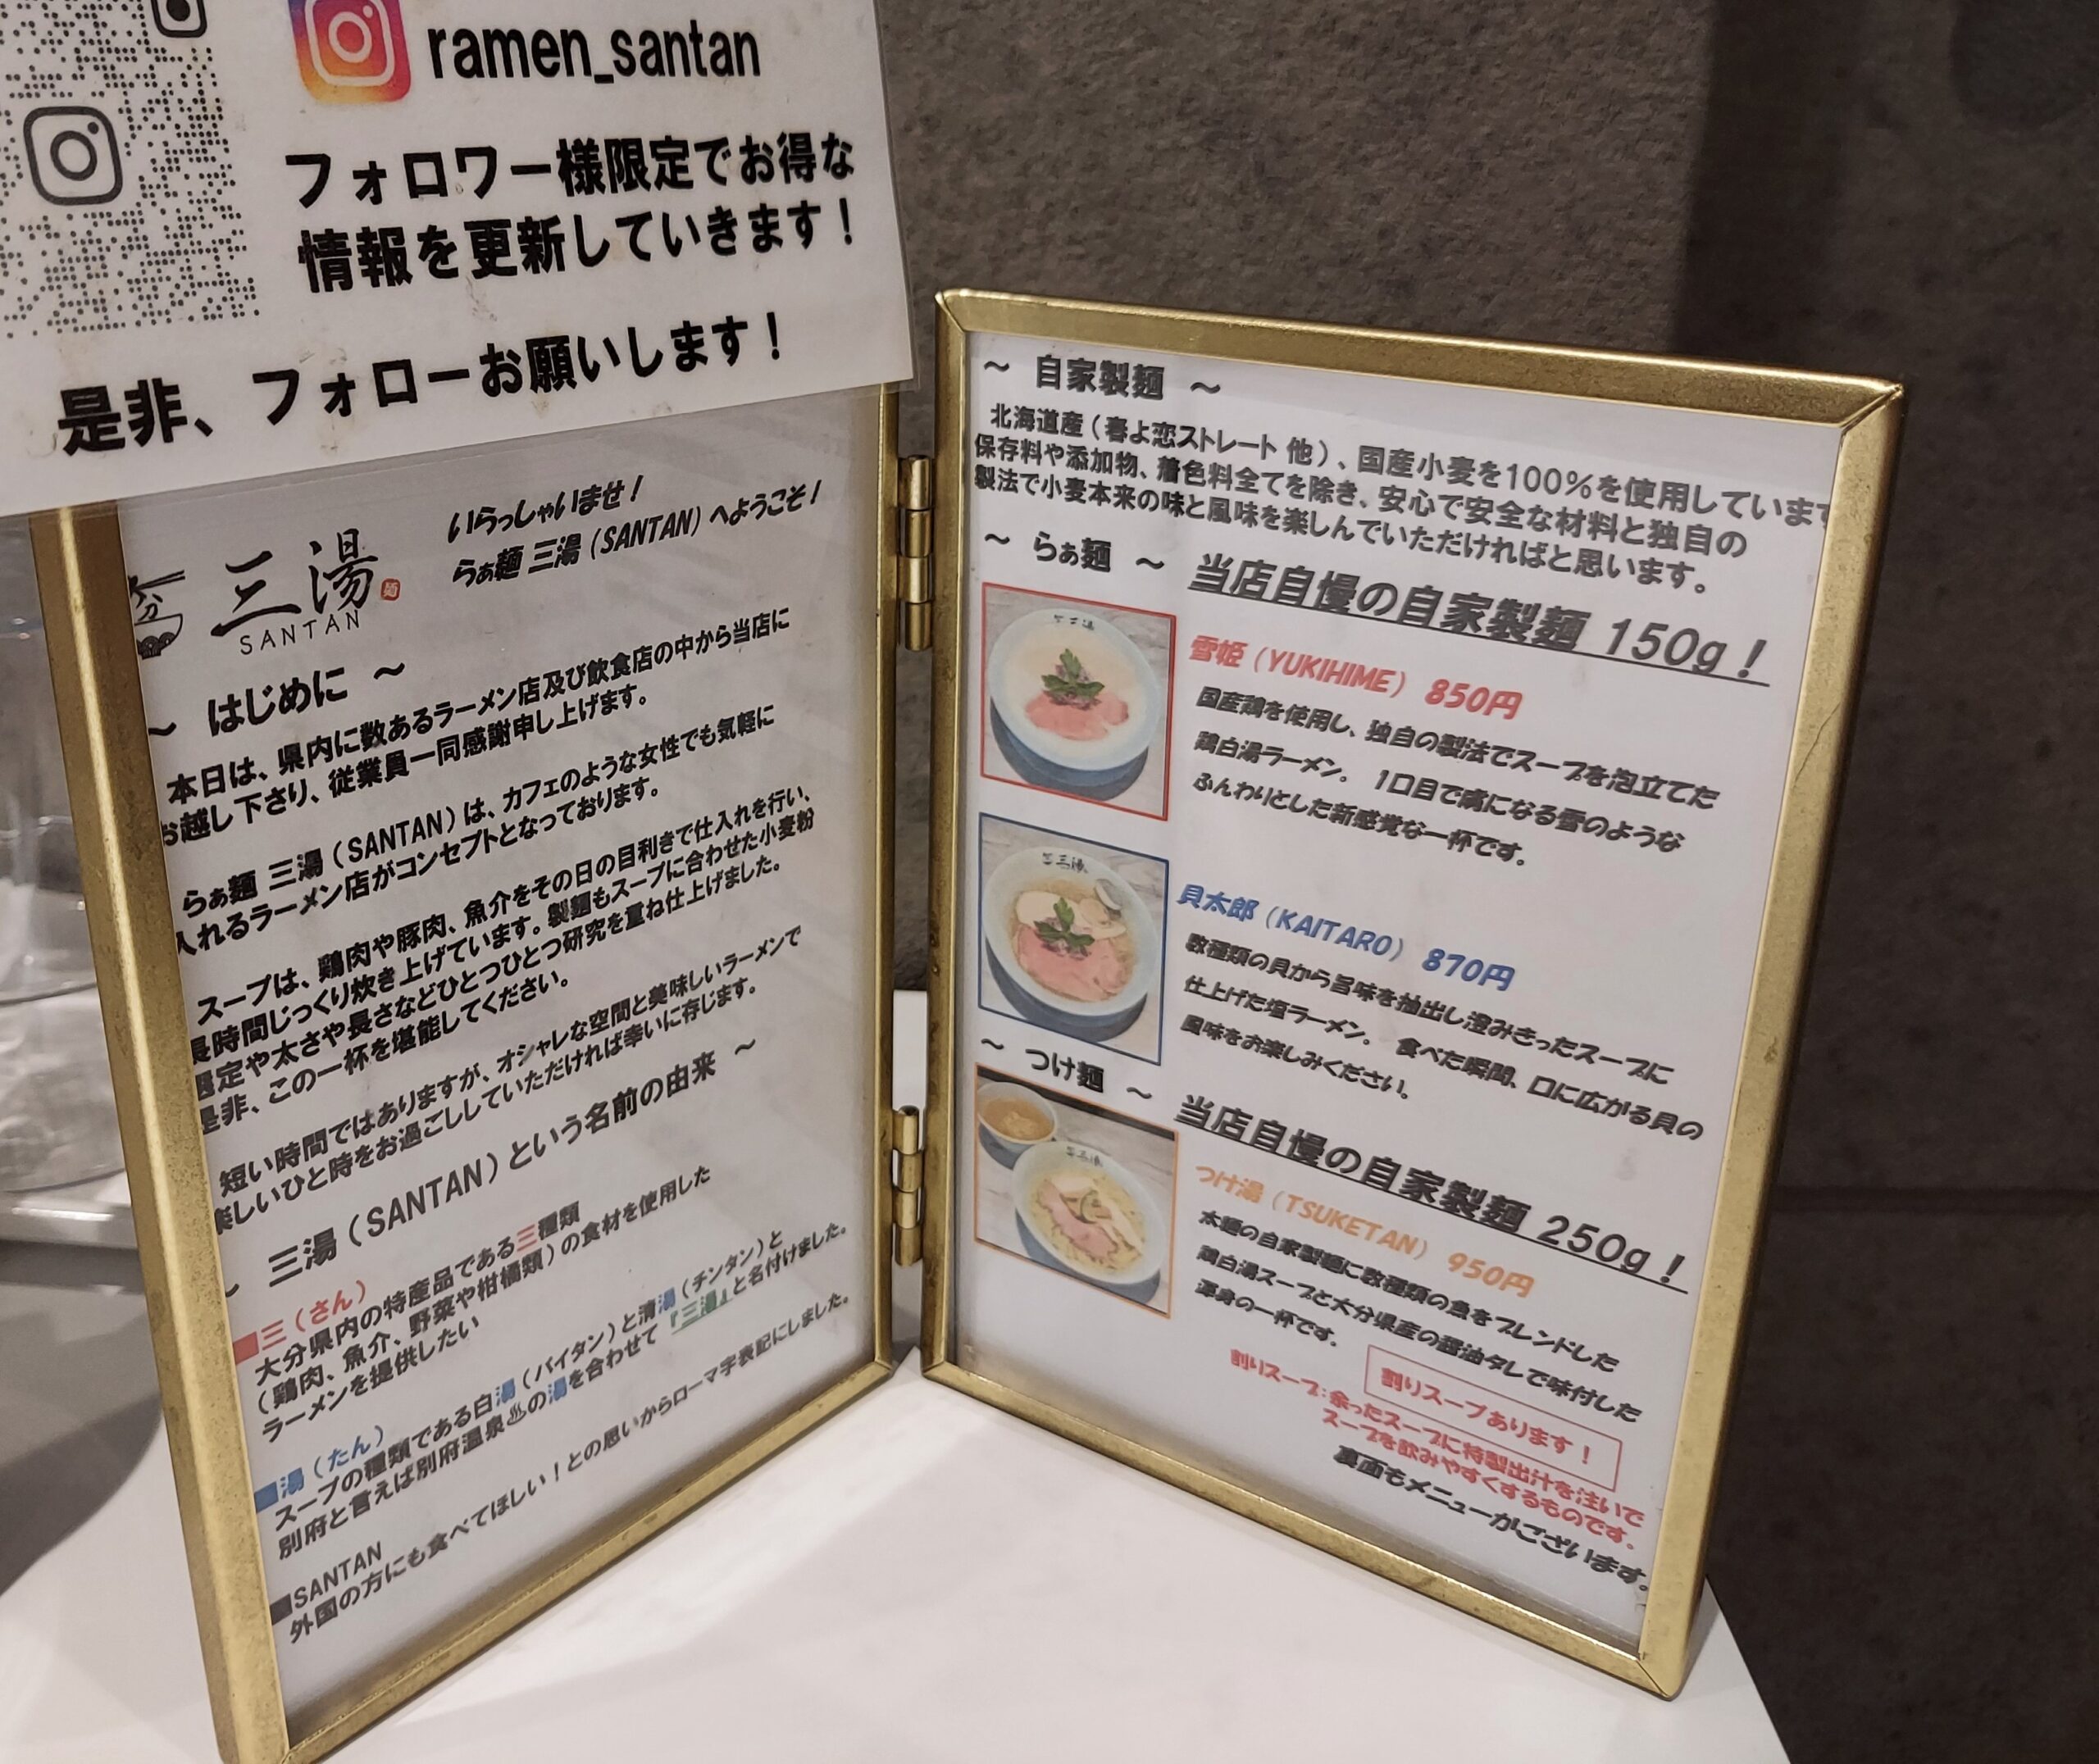 ramen_santan
フォロワー様限定でお得な
情報を更新していきます！
是非、フォローお願いします！
三湯
麺
SANTAN
いらっしゃいませ！
らぁ麺 三湯（SANTAN）へようこそ！
～ はじめに ～
本日は、県内に数あるラーメン店及び飲食店の中から当店に
お越し下さり、従業員一同感謝申し上げます。
らぁ麺 三湯（SANTAN）は、カフェのような女性でも気軽に
入れるラーメン店がコンセプトとなっております。
スープは、鶏肉や豚肉、魚介をその日の目利きで仕入れを行い、
長時間じっくり炊き上げています。製麺もスープに合わせた小麦粉
選定や太さや長さなどひとつひとつ研究を重ね仕上げました。
是非、この一杯を堪能してください。
短い時間ではありますが、オシャレな空間と美味しいラーメンで
楽しいひと時をお過ごししていただければ幸いに存じます。
～ 三湯（SANTAN）という名前の由来 ～
■三（さん）
大分県内の特産品である三種類
（鶏肉、魚介、野菜や柑橘類）の食材を使用した
ラーメンを提供したい
■湯（たん）
スープの種類である白湯（パイタン）と清湯（チンタン）と
別府と言えば別府温泉♨の湯を合わせて『三湯』と名付けました。
■SANTAN
外国の方にも食べてほしい！との思いからローマ字表記にしました。
～ 自家製麺 ～
北海道産（春よ恋ストレート 他）、国産小麦を100％を使用しています
保存料や添加物、着色料全てを除き、安心で安全な材料と独自の
製法で小麦本来の味と風味を楽しんでいただければと思います。
～ らぁ麺 ～ 当店自慢の自家製麺 150g！
雪姫（YUKIHIME） 850円
国産鶏を使用し、独自の製法でスープを泡立てた
鶏白湯ラーメン。 1口目で虜になる雪のような
ふんわりとした新感覚な一杯です。
貝太郎（KAITARO） 870円
数種類の貝から旨味を抽出し澄みきったスープに
仕上げた塩ラーメン。 食べた瞬間、口に広がる貝の
風味をお楽しみください。
～ つけ麺 ～ 当店自慢の自家製麺 250g！
つけ湯（TSUKETAN） 950円
太麺の自家製麺に数種類の魚をブレンドした
鶏白湯スープと大分県産の醤油タレで味付した
渾身の一杯です。
割りスープあります！
割りスープ：余ったスープに特製出汁を注いで
スープを飲みやすくするものです。
裏面もメニューがございます。